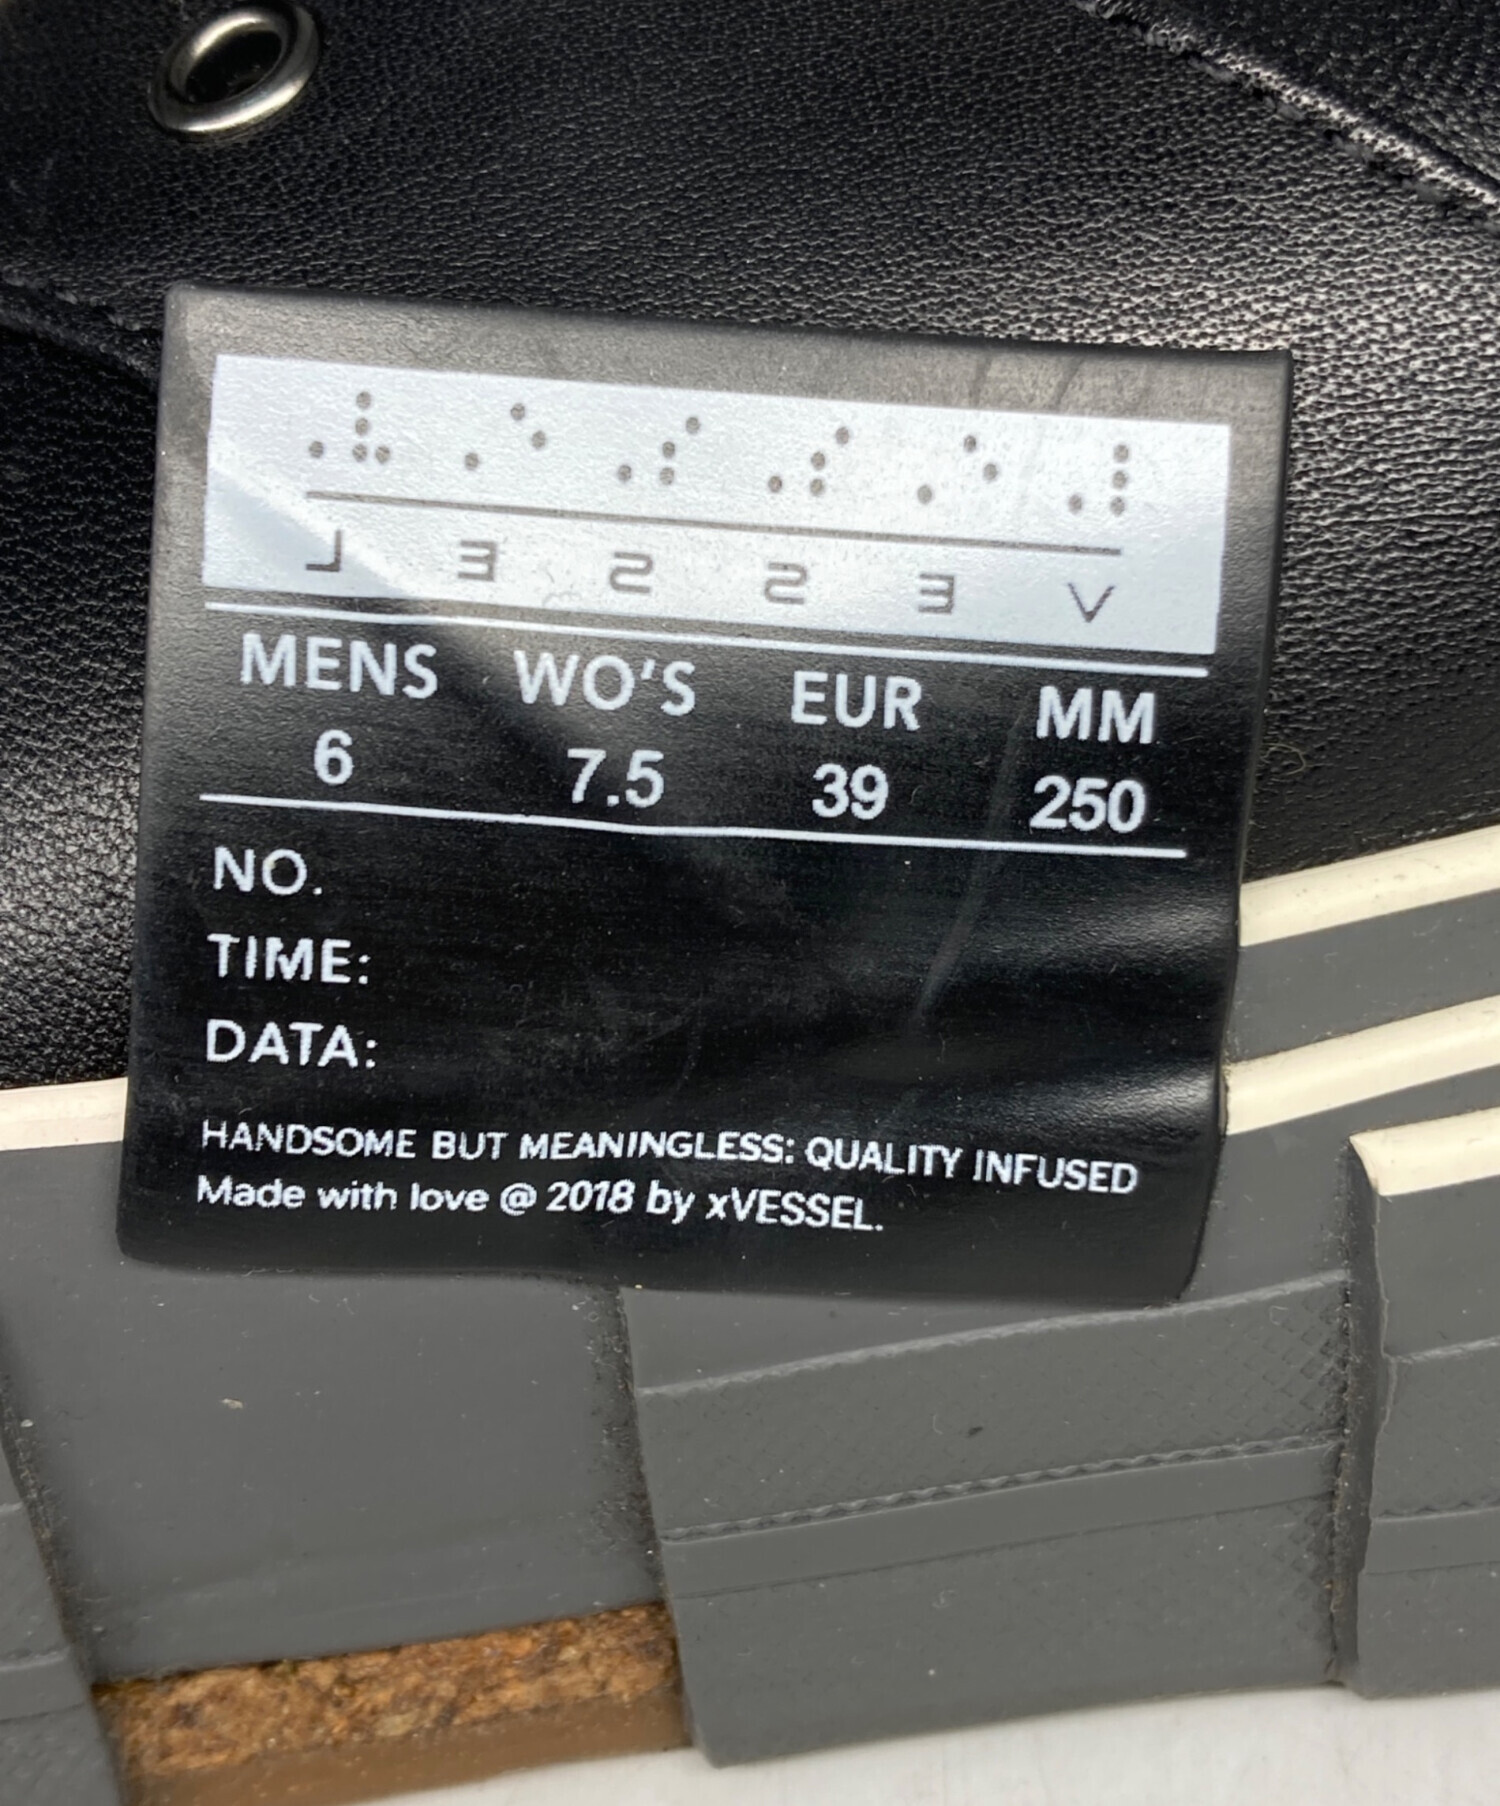 VESSEL
MENS WO'S EUR MM
6 7.5 39 250
NO.
TIME:
DATA:
HANDSOME BUT MEANINGLESS: QUALITY INFUSED
Made with love @ 2018 by xVESSEL.